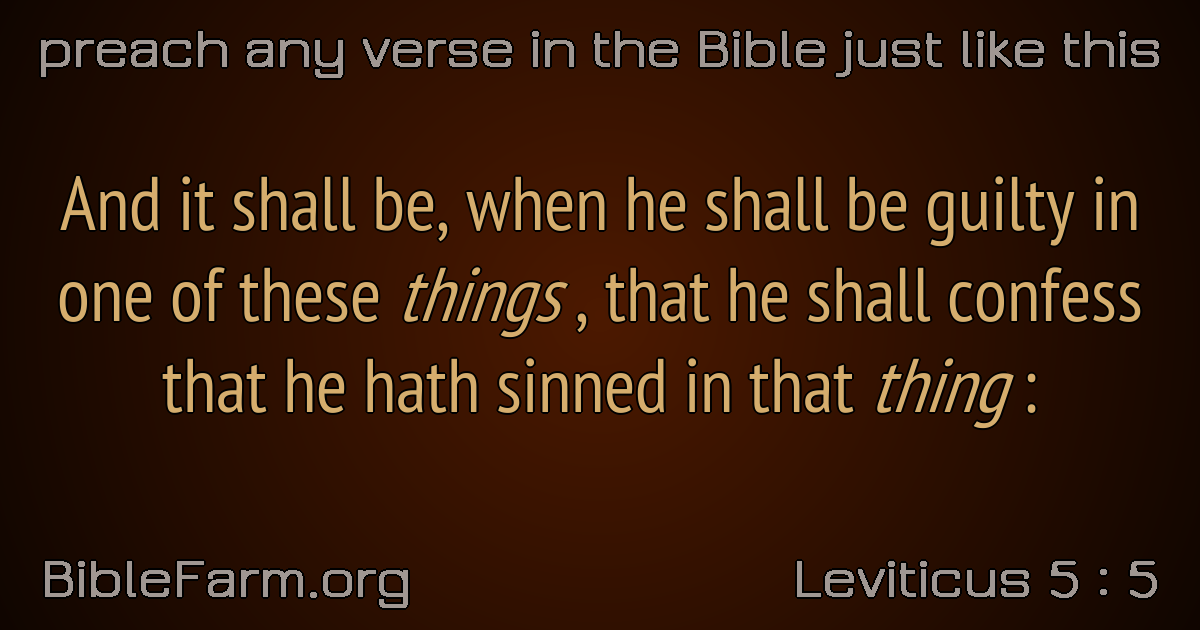 preach any verse in the Bible just like this
And it shall be, when he shall be guilty in
one of these things , that he shall confess
that he hath sinned in that thing :
BibleFarm.org
Leviticus 5 : 5